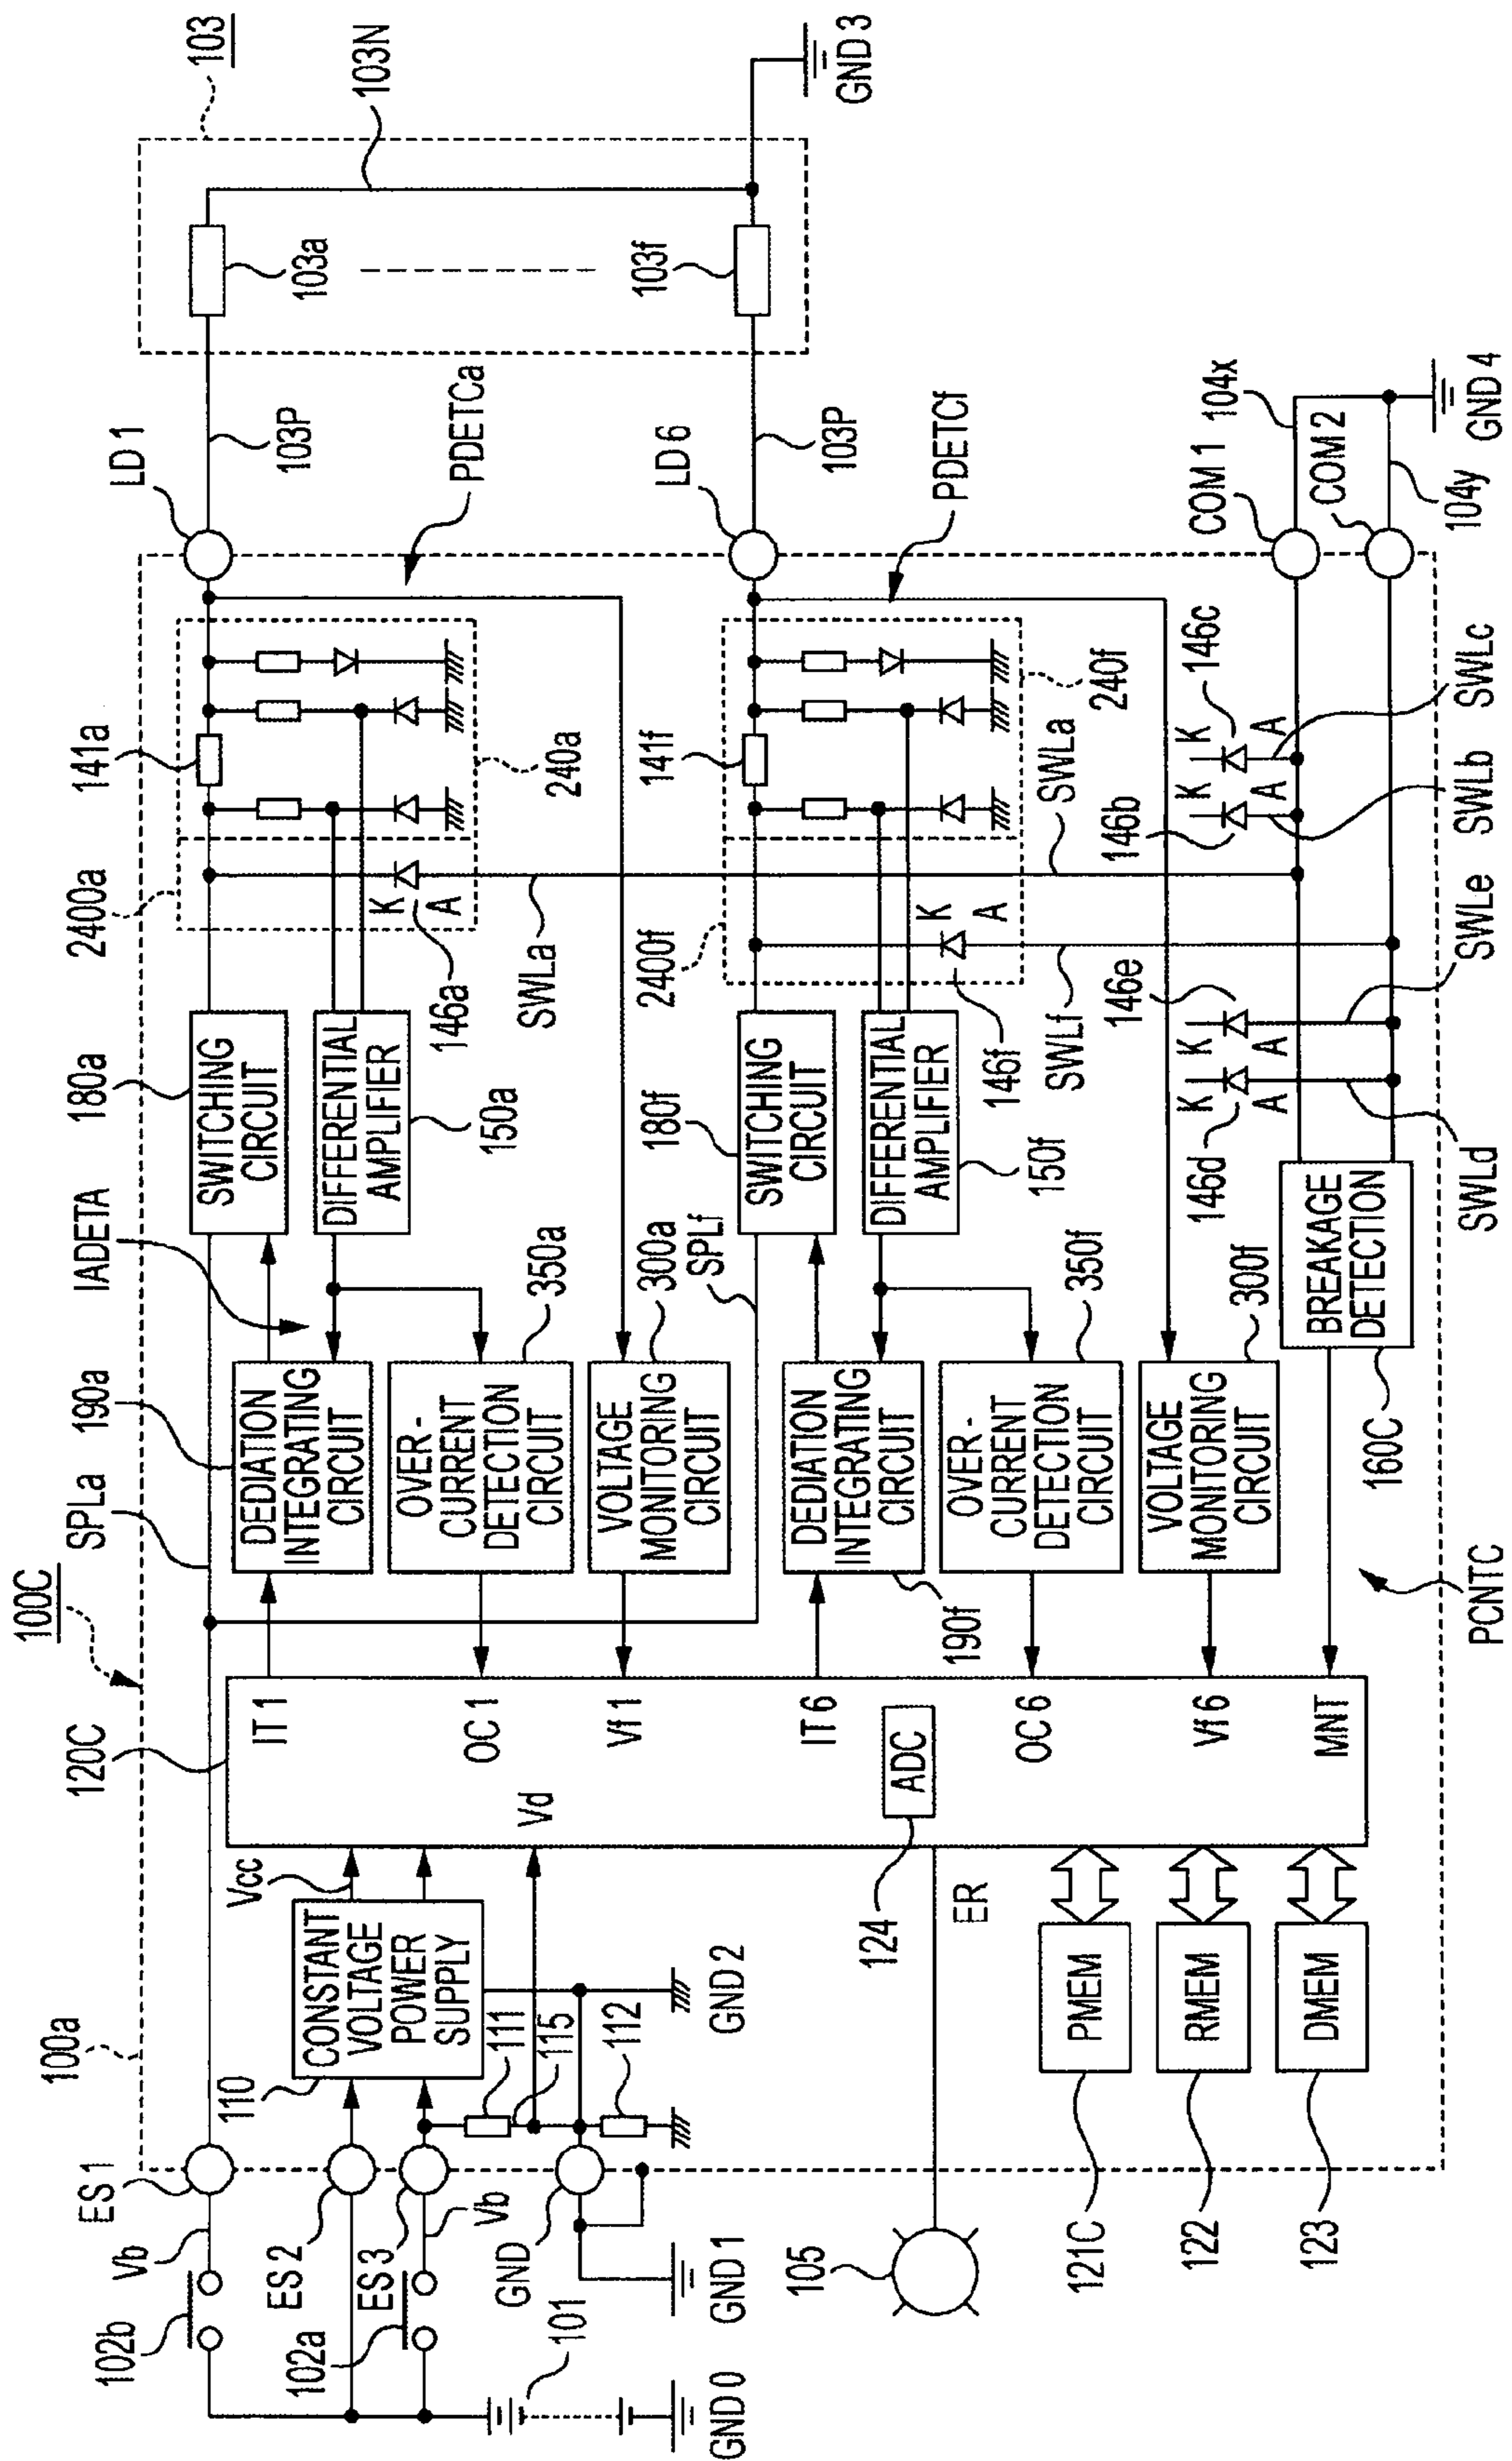 100C
100a
120C
SPLa
190a
IADETA
180a
2400a
141a
LD 1
103P
103
103N
103a
103f
GND 3
PDETCa
240a
146a
K
A
SWLa
150a
350a
300a
SPLf
SWITCHING
CIRCUIT
DIFFERENTIAL
AMPLIFIER
DEDIATION
INTEGRATING
CIRCUIT
OVER-
CURRENT
DETECTION
CIRCUIT
VOLTAGE
MONITORING
CIRCUIT
ES 1
Vb
102b
ES 2
ES 3
Vb
102a
GND
101
GND 0
GND 1
110
CONSTANT
VOLTAGE
POWER
SUPPLY
Vcc
111
115
112
GND 2
Vd
IT 1
OC 1
Vf 1
IT 6
ADC
124
OC 6
Vf 6
MNT
ER
105
PMEM
RMEM
DMEM
121C
122
123
180f
2400f
141f
LD 6
103P
PDETCf
240f
SWLa
K
A
146f
SWLf
SWITCHING
CIRCUIT
DIFFERENTIAL
AMPLIFIER
150f
DEDIATION
INTEGRATING
CIRCUIT
190f
OVER-
CURRENT
DETECTION
CIRCUIT
350f
VOLTAGE
MONITORING
CIRCUIT
300f
BREAKAGE
DETECTION
160C
PCNTC
146d
K
A
146e
K
A
146b
K
A
146c
K
A
SWLd
SWLe
SWLb
SWLc
COM 1
COM 2
104x
104y
GND 4